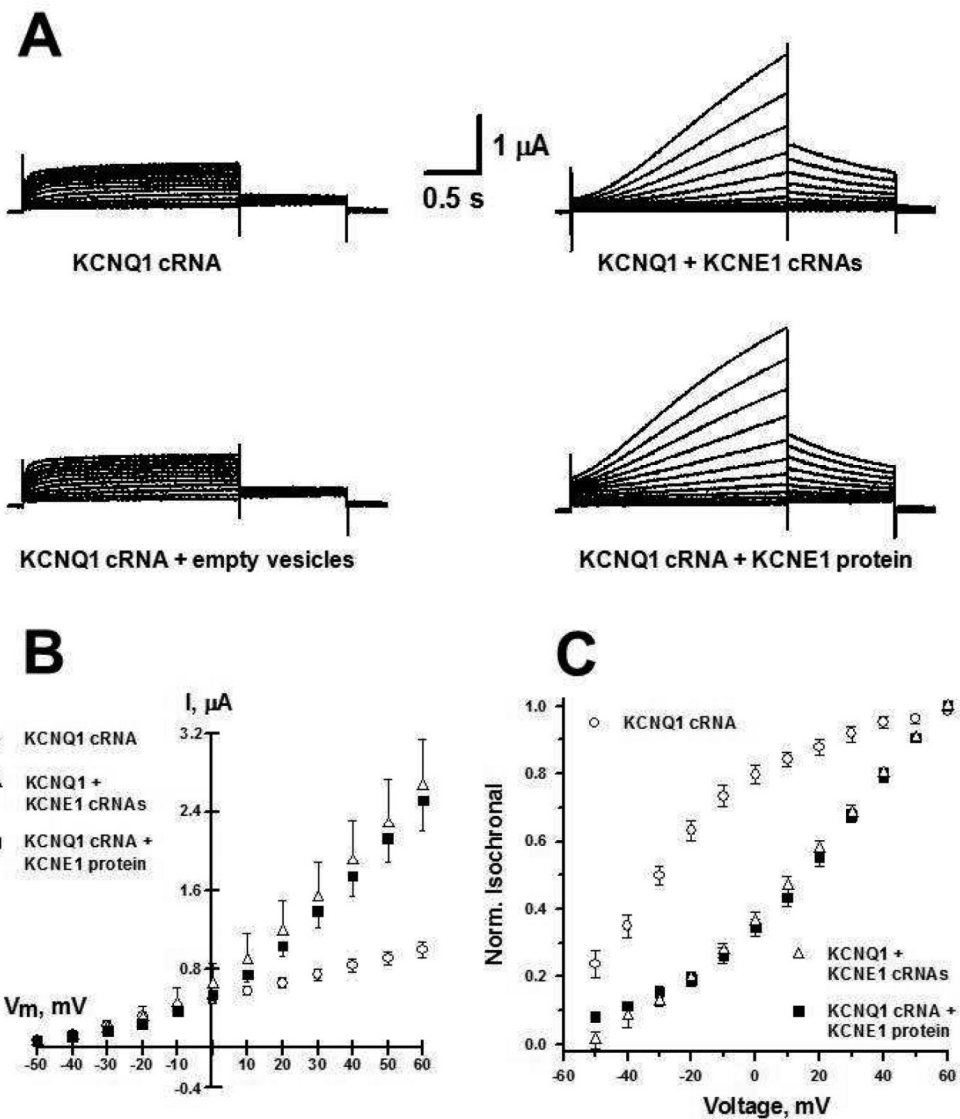 A
1 μA
0.5 s
KCNQ1 cRNA
KCNQ1 + KCNE1 cRNAs
KCNQ1 cRNA + empty vesicles
KCNQ1 cRNA + KCNE1 protein
B
I, μA
3.2
2.4
1.6
0.8
-0.4
KCNQ1 cRNA
KCNQ1 +
KCNE1 cRNAs
KCNQ1 cRNA +
KCNE1 protein
Vm, mV
-50 -40 -30 -20 -10 10 20 30 40 50 60
C
Norm. Isochronal
1.0
0.8
0.6
0.4
0.2
0.0
KCNQ1 cRNA
KCNQ1 +
KCNE1 cRNAs
KCNQ1 cRNA +
KCNE1 protein
-60 -40 -20 0 20 40 60
Voltage, mV